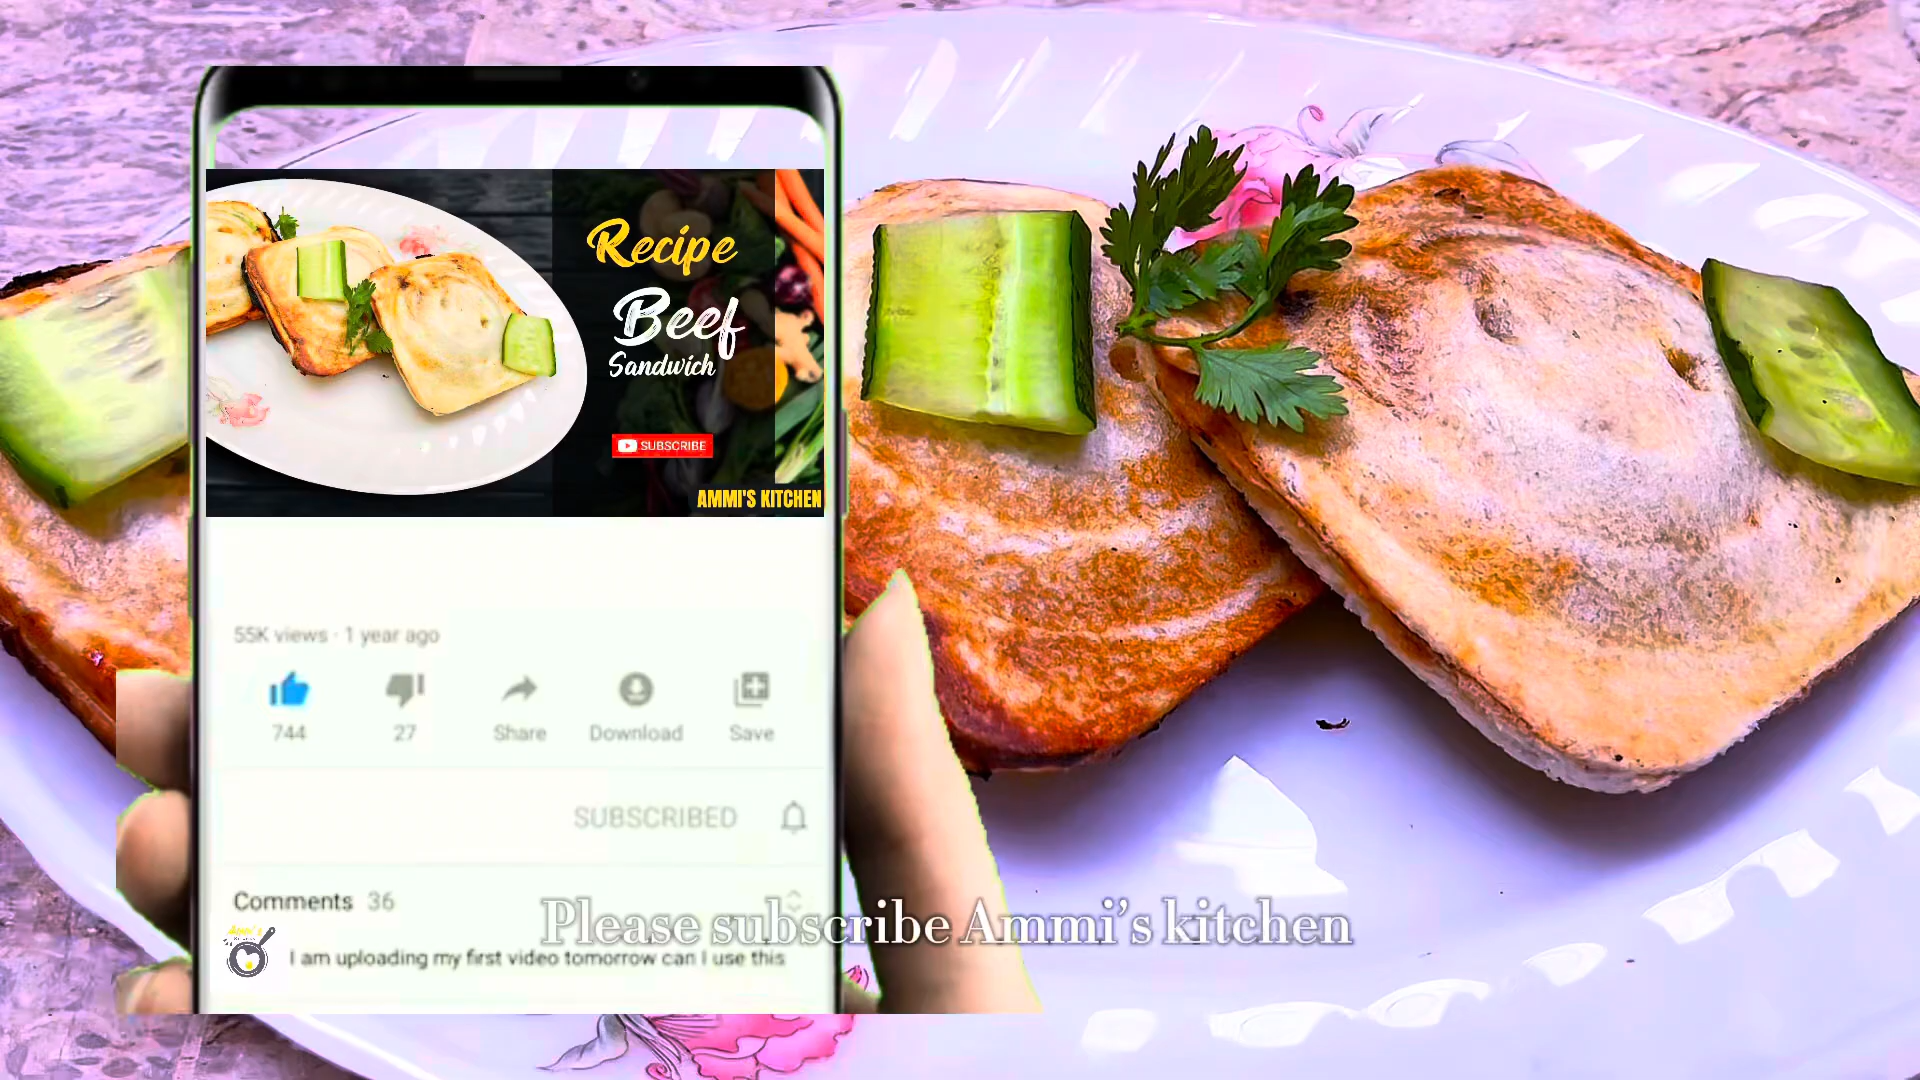 Recipe
Beef
Sandwich
SUBSCRIBE
AMMI'S KITCHEN
55K views · 1 year ago
744
27
Share
Download
Save
SUBSCRIBED
Comments 36
I am uploading my first video tomorrow can I use this
Please subscribe Ammi's kitchen